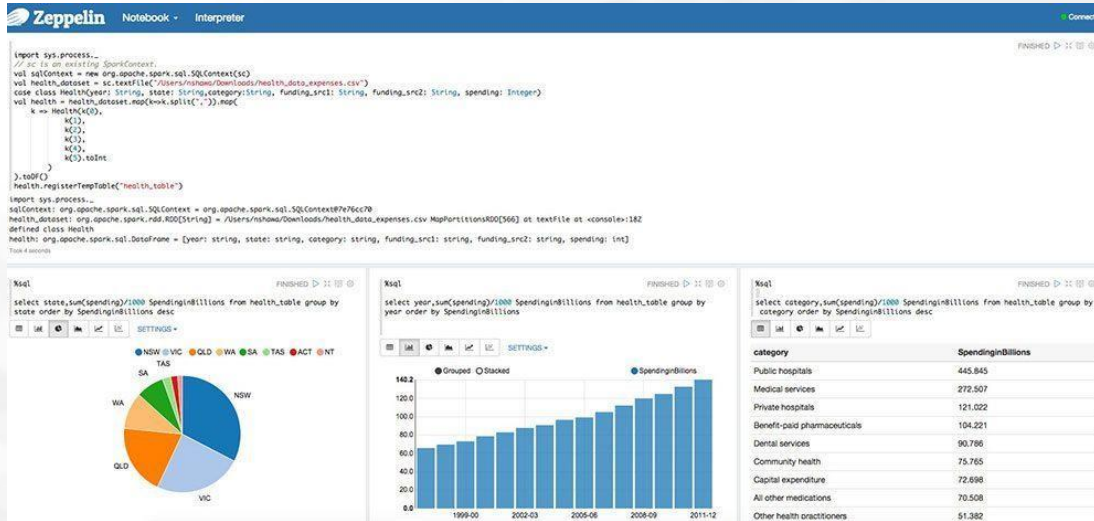 Zeppelin Notebook Interpreter Connect
FINISHED
import sys.process._
// sc is an existing SparkContext.
val sqlContext = new org.apache.spark.sql.SQLContext(sc)
val health_dataset = sc.textFile("/Users/nshawa/Downloads/health_data_expenses.csv")
case class Health(year: String, state: String,category:String, funding_src1: String, funding_src2: String, spending: Integer)
val health = health_dataset.map(k=>k.split(",")).map(
k => Health(k(0),
k(1),
k(2),
k(3),
k(4),
k(5).toInt
)
).toDF()
health.registerTempTable("health_table")
import sys.process._
sqlContext: org.apache.spark.sql.SQLContext = org.apache.spark.sql.SQLContext@7e76cc70
health_dataset: org.apache.spark.rdd.RDD[String] = /Users/nshawa/Downloads/health_data_expenses.csv MapPartitionsRDD[566] at textFile at <console>:182
defined class Health
health: org.apache.spark.sql.DataFrame = [year: string, state: string, category: string, funding_src1: string, funding_src2: string, spending: int]
Took 4 seconds
%sql
FINISHED
select state,sum(spending)/1000 SpendinginBillions from health_table group by
state order by SpendinginBillions desc
SETTINGS
NSW VIC QLD WA SA TAS ACT NT
TAS
SA
NSW
WA
QLD
VIC
%sql
FINISHED
select year,sum(spending)/1000 SpendinginBillions from health_table group by
year order by SpendinginBillions
SETTINGS
Grouped Stacked SpendinginBillions
140.2
120.0
100.0
80.0
60.0
40.0
20.0
0.0
1999-00 2002-03 2005-06 2008-09 2011-12
%sql
FINISHED
select category,sum(spending)/1000 SpendinginBillions from health_table group by
category order by SpendinginBillions desc
category SpendinginBillions
Public hospitals 445.845
Medical services 272.507
Private hospitals 121.022
Benefit-paid pharmaceuticals 104.221
Dental services 90.786
Community health 75.765
Capital expenditure 72.698
All other medications 70.508
Other health practitioners 51.382